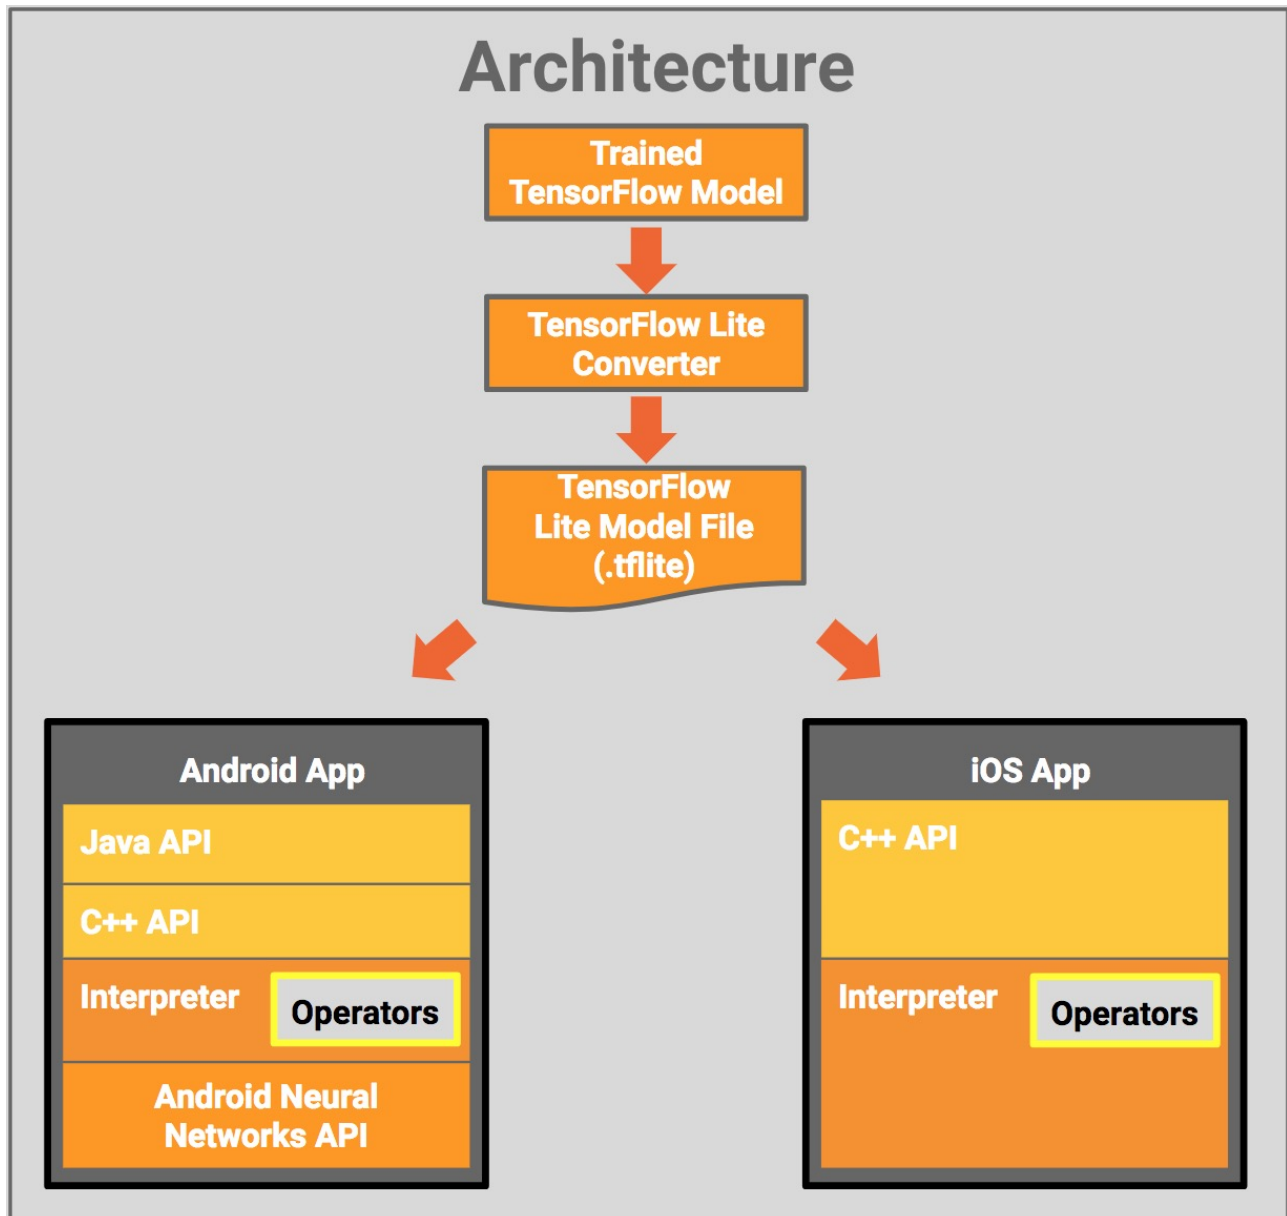 Architecture
Trained
TensorFlow Model
TensorFlow Lite
Converter
TensorFlow
Lite Model File
(.tflite)
Android App
Java API
C++ API
Interpreter
Operators
Android Neural
Networks API
iOS App
C++ API
Interpreter
Operators